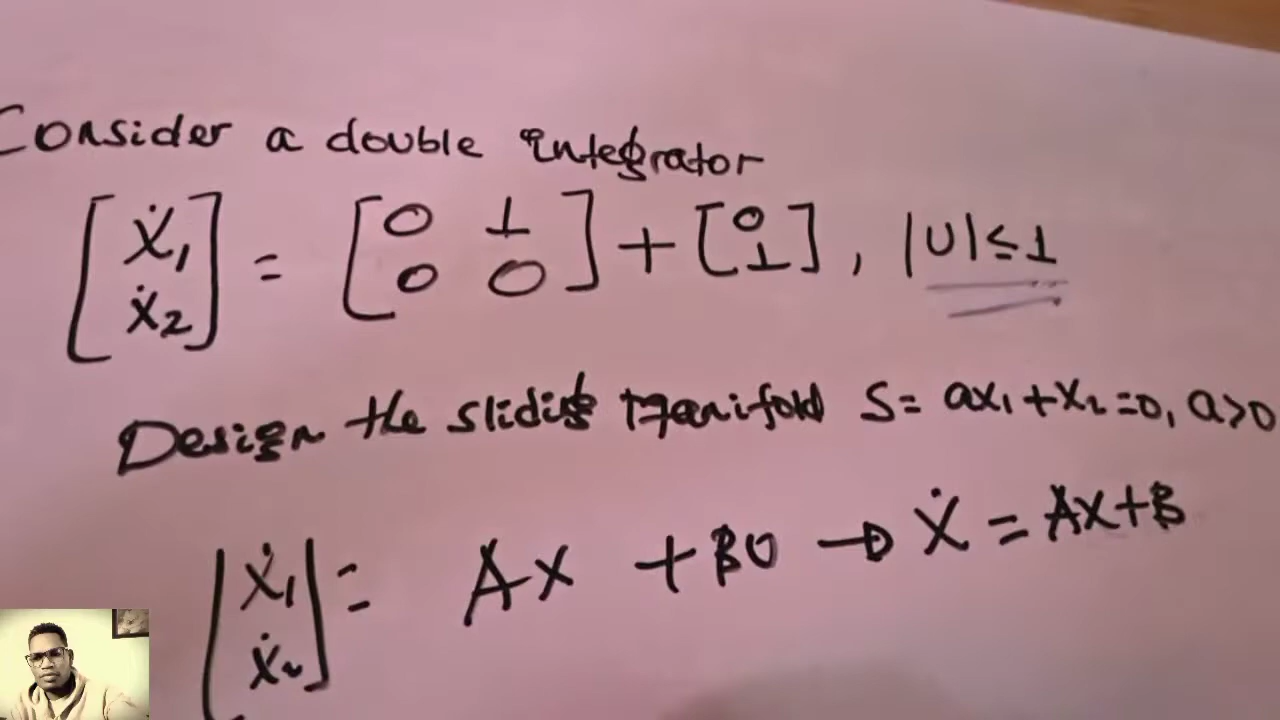 Consider a double integrator
[ẋ₁ ẋ₂] = [0 1 0 0] + [0 1], |U| ≤ 1
Design the sliding manifold S = ax₁ + x₂ = 0, a > 0
[ẋ₁ ẋ₂] = AX + BU → Ẋ = AX + B